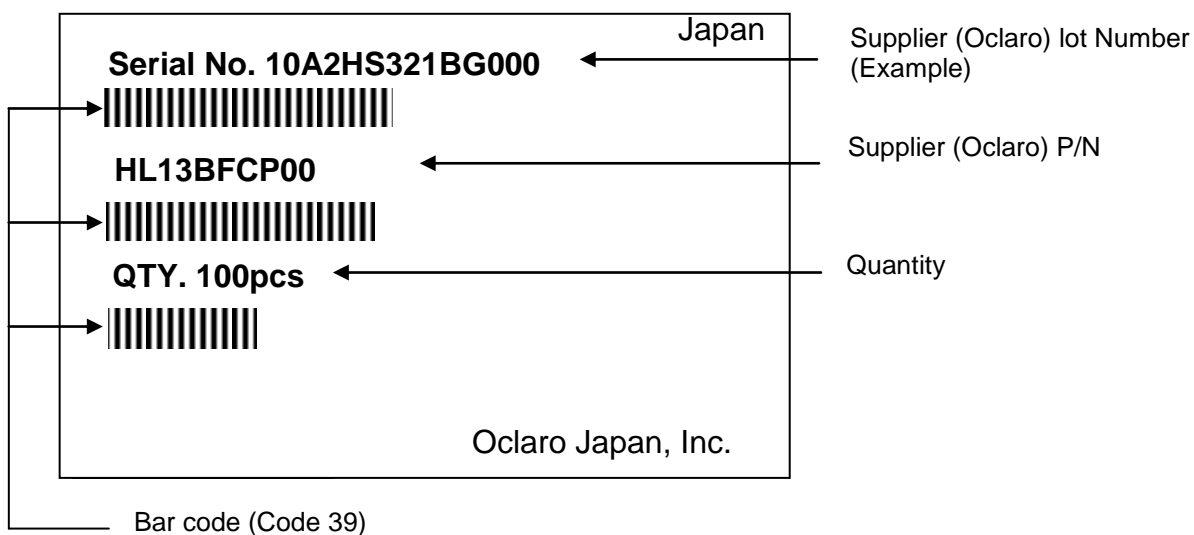 Japan
Supplier (Oclaro) lot Number
(Example)
Serial No. 10A2HS321BG000
Supplier (Oclaro) P/N
HL13BFCP00
QTY. 100pcs
Quantity
Oclaro Japan, Inc.
Bar code (Code 39)